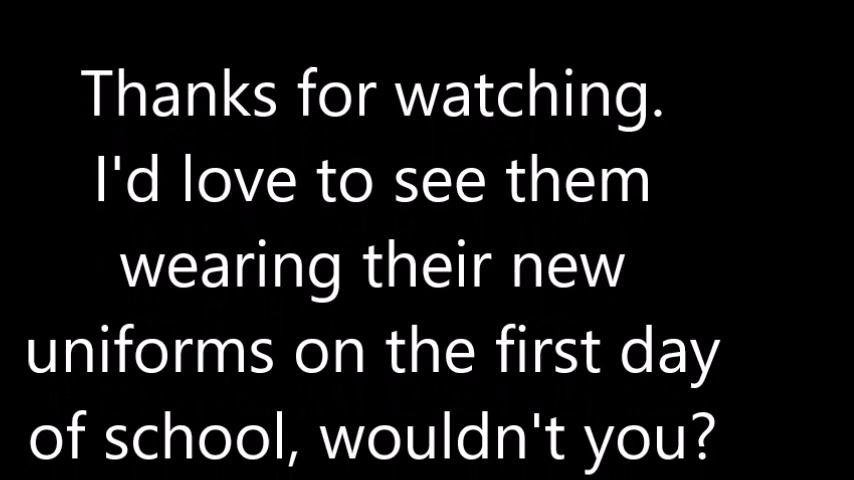 Thanks for watching.
I'd love to see them
wearing their new
uniforms on the first day
of school, wouldn't you?